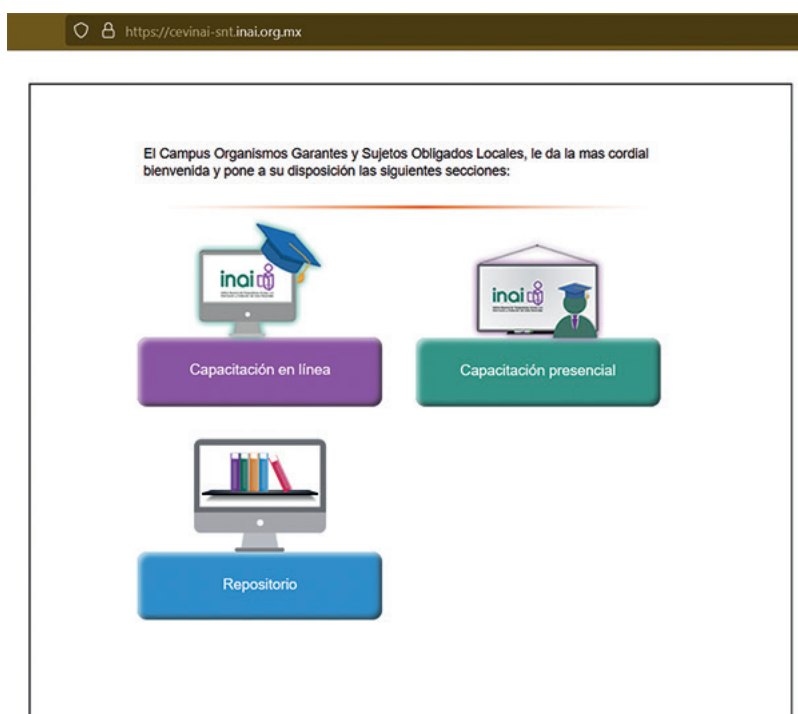 https://cevinai-snt.inai.org.mx
El Campus Organismos Garantes y Sujetos Obligados Locales, le da la mas cordial
bienvenida y pone a su disposición las siguientes secciones:
inai
inai
Capacitación en línea
Capacitación presencial
Repositorio